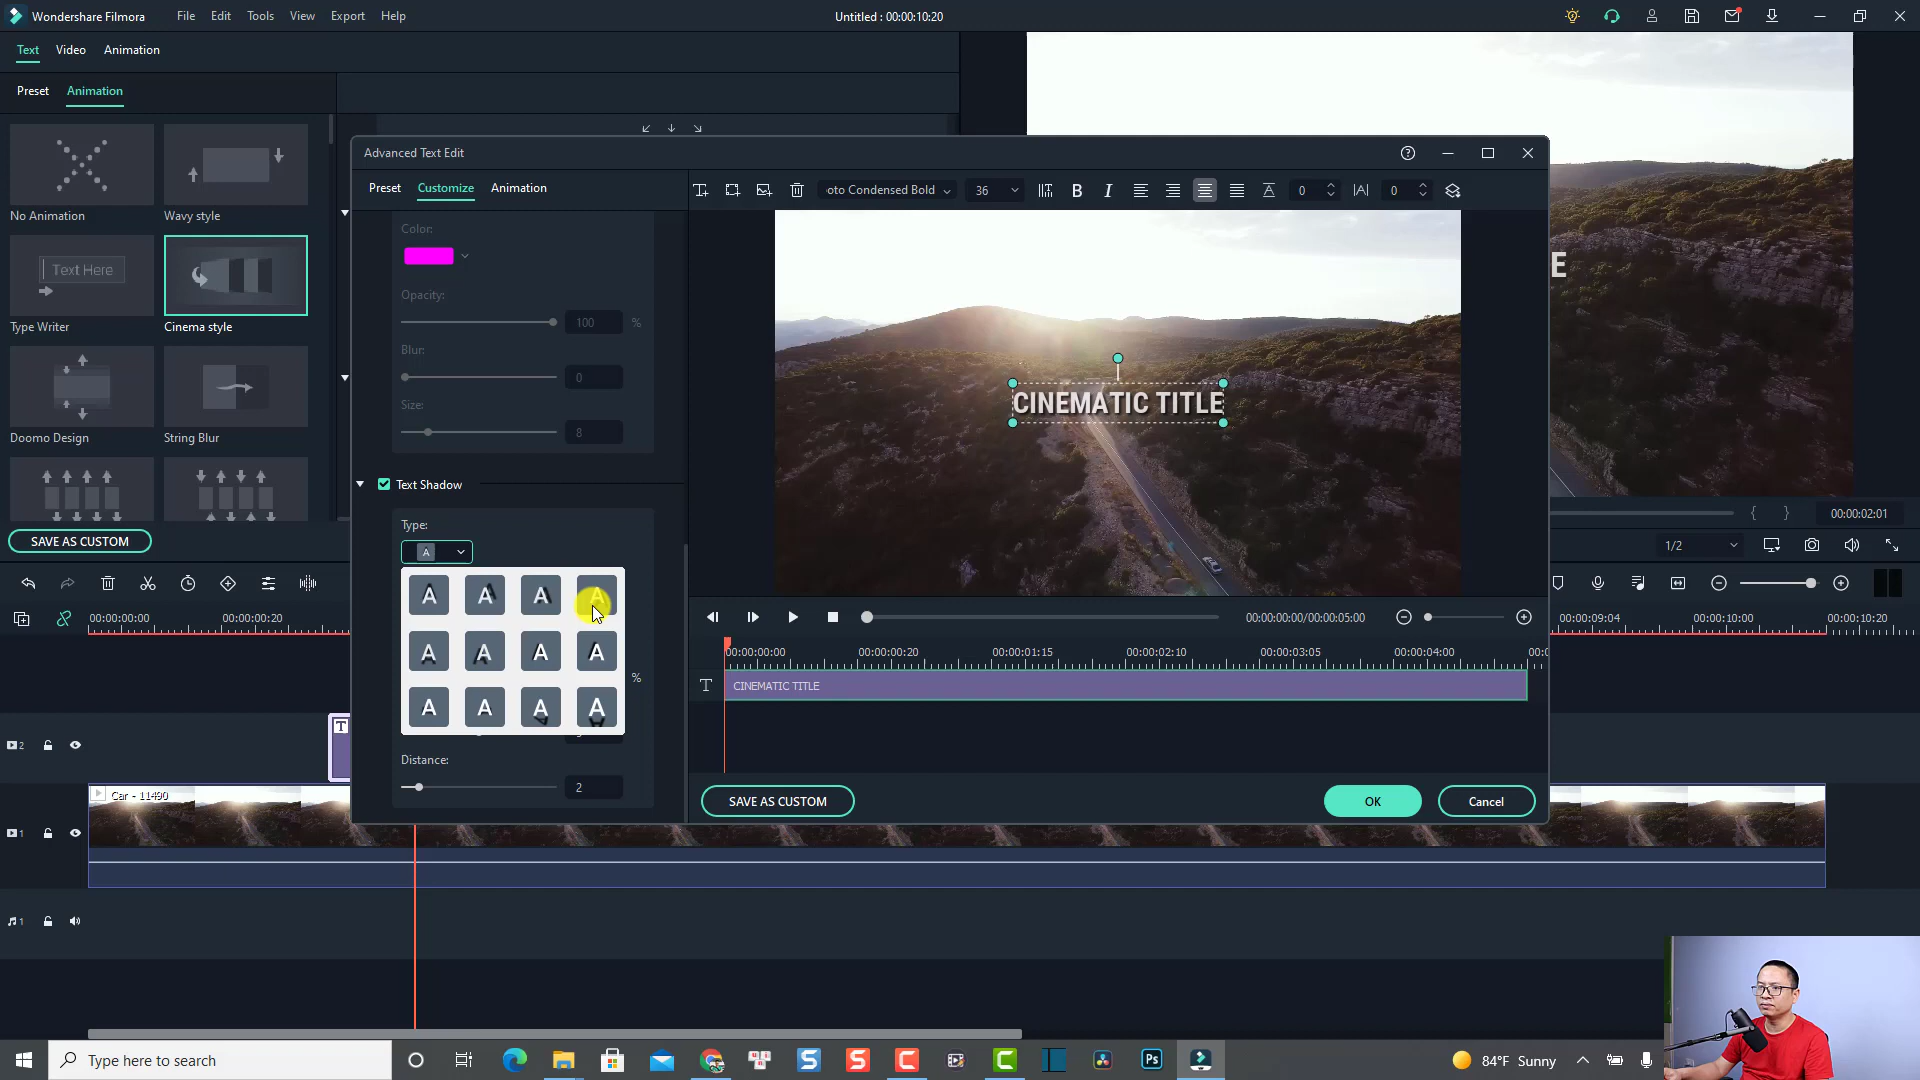 Wondershare Filmora
File
Edit
Tools
View
Export
Help
Untitled : 00:00:10:20
Text
Video
Animation
Preset
Animation
No Animation
Wavy style
Text Here
Type Writer
Cinema style
Doomo Design
String Blur
SAVE AS CUSTOM
Advanced Text Edit
Preset
Customize
Animation
oto Condensed Bold
36
B
I
0
0
Color:
Opacity:
100
%
Blur:
0
Size:
8
Text Shadow
Type:
A
A A A A
A A A A
A A A A
%
Distance:
2
CINEMATIC TITLE
E
00:00:00:00/00:00:05:00
00:00:00:00
00:00:00:20
00:00:01:15
00:00:02:10
00:00:03:05
00:00:04:00
00:0
T
CINEMATIC TITLE
SAVE AS CUSTOM
OK
Cancel
{ }
00:00:02:01
1/2
00:00:00:00
00:00:00:20
00:00:09:04
00:00:10:00
00:00:10:20
2
T
1
Car - 11490
1
Type here to search
S
S
C
C
Ps
84°F Sunny